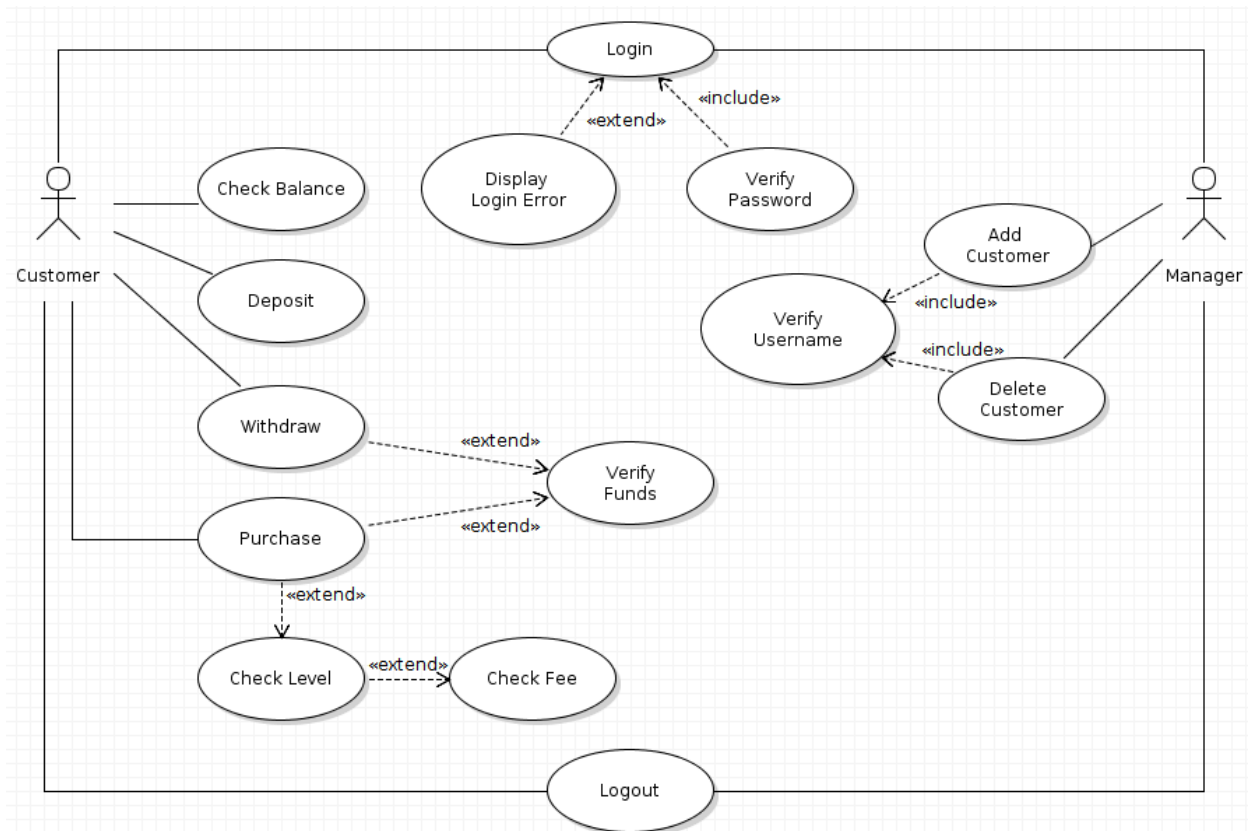 Login
«include»
«extend»
Check Balance
Display
Login Error
Verify
Password
Add
Customer
Customer
Manager
Deposit
«include»
Verify
Username
«include»
Delete
Customer
Withdraw
«extend»
Verify
Funds
Purchase
«extend»
«extend»
Check Level
«extend»
Check Fee
Logout